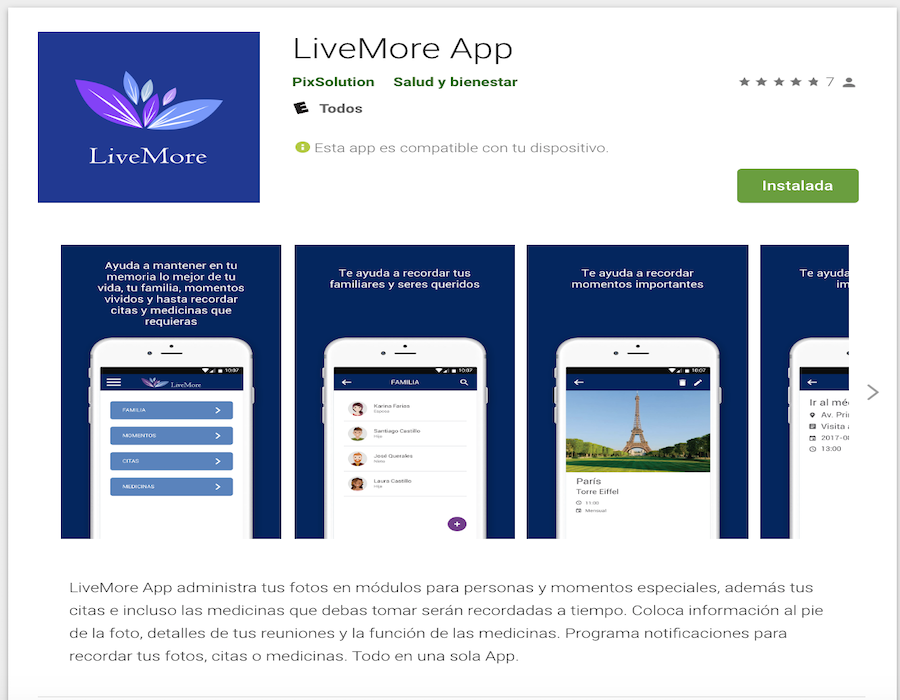 LiveMore App
PixSolution Salud y bienestar
7
Todos
Esta app es compatible con tu dispositivo.
Instalada
LiveMore
Ayuda a mantener en tu
memoria lo mejor de tu
vida, tu familia, momentos
vividos y hasta recordar
citas y medicinas que
requieras
10:07
LiveMore
FAMILIA
MOMENTOS
CITAS
MEDICINAS
Te ayuda a recordar tus
familiares y seres queridos
10:07
FAMILIA
Karina Farias
Esposa
Santiago Castillo
Hijo
José Querales
Laura Castillo
Hija
Te ayuda a recordar
momentos importantes
10:07
París
Torre Eiffel
11:00
Mensual
Te ayuda
im
Ir al mé
Av. Pri
Visita
2017-0
13:00
LiveMore App administra tus fotos en módulos para personas y momentos especiales, además tus
citas e incluso las medicinas que debas tomar serán recordadas a tiempo. Coloca información al pie
de la foto, detalles de tus reuniones y la función de las medicinas. Programa notificaciones para
recordar tus fotos, citas o medicinas. Todo en una sola App.